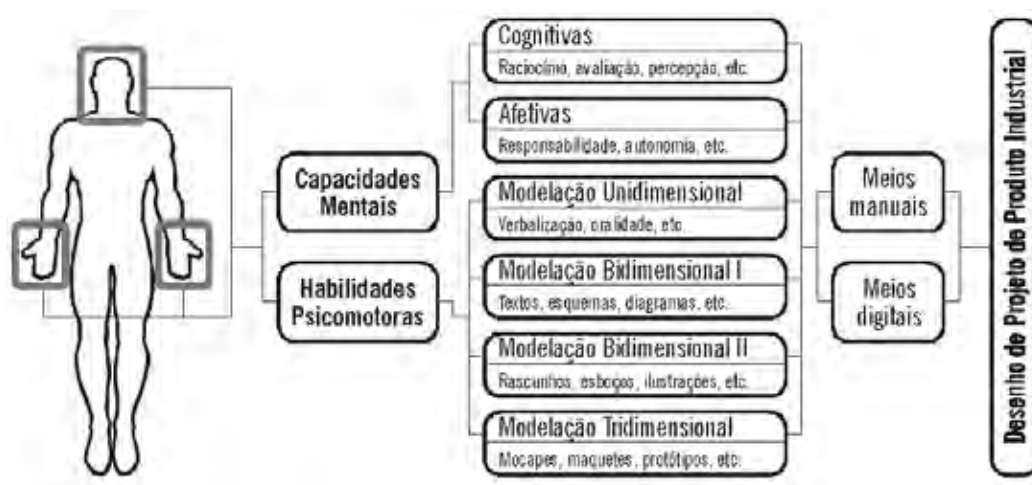 Capacidades
Mentais
Habilidades
Psicomotoras
Cognitivas
Raciocínio, avaliação, percepção, etc.
Afetivas
Responsabilidade, autonomia, etc.
Modelação Unidimensional
Verbalização, oralidade, etc.
Modelação Bidimensional I
Textos, esquemas, diagramas, etc.
Modelação Bidimensional II
Rascunhos, esboços, ilustrações, etc.
Modelação Tridimensional
Mocapes, maquetes, protótipos, etc.
Meios
manuais
Meios
digitais
Desenho de Projeto de Produto Industrial